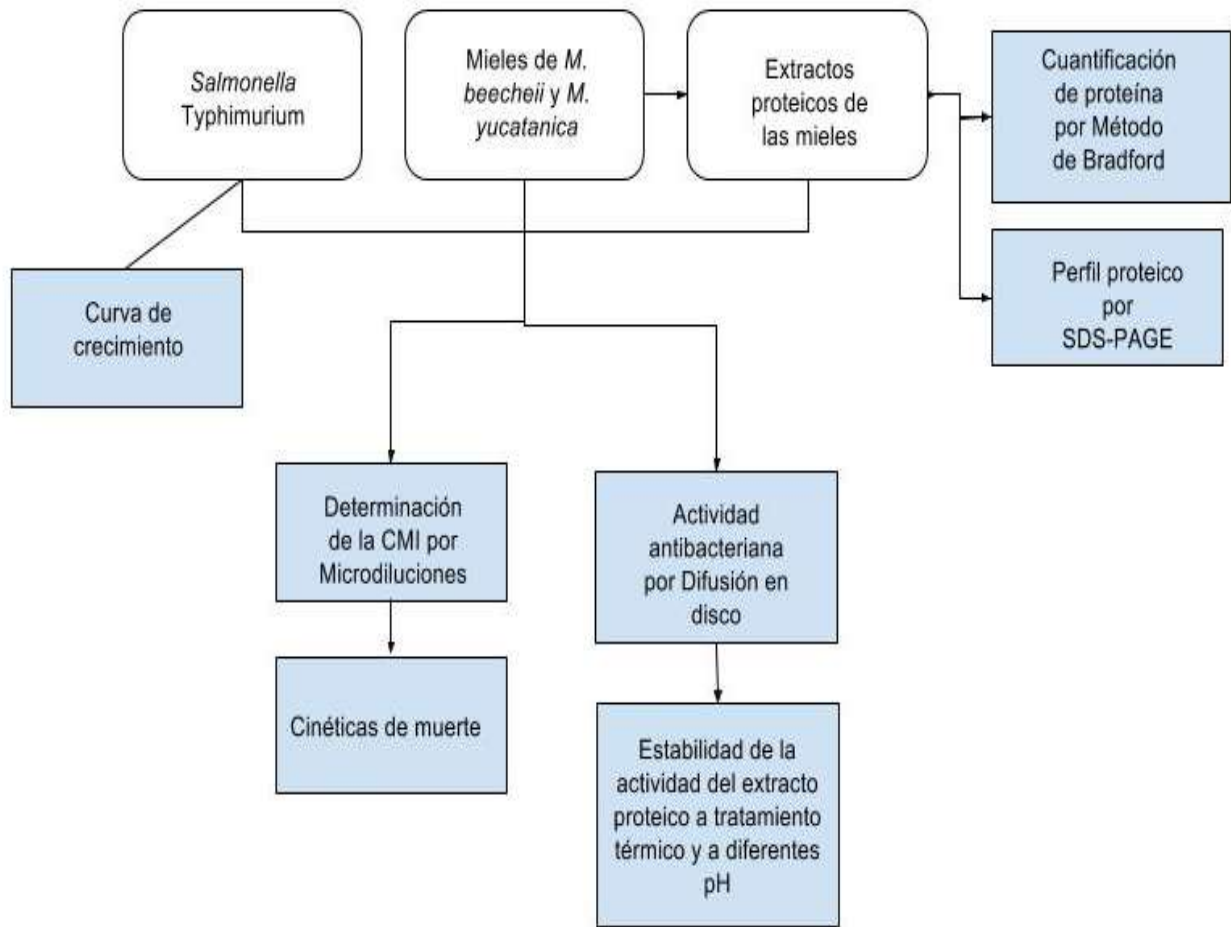 Salmonella
Typhimurium
Mieles de M.
beecheii y M.
yucatanica
Extractos
proteicos de
las mieles
Cuantificación
de proteína
por Método
de Bradford
Perfil proteico
por
SDS-PAGE
Curva de
crecimiento
Determinación
de la CMI por
Microdiluciones
Actividad
antibacteriana
por Difusión en
disco
Cinéticas de muerte
Estabilidad de la
actividad del extracto
proteico a tratamiento
térmico y a diferentes
pH